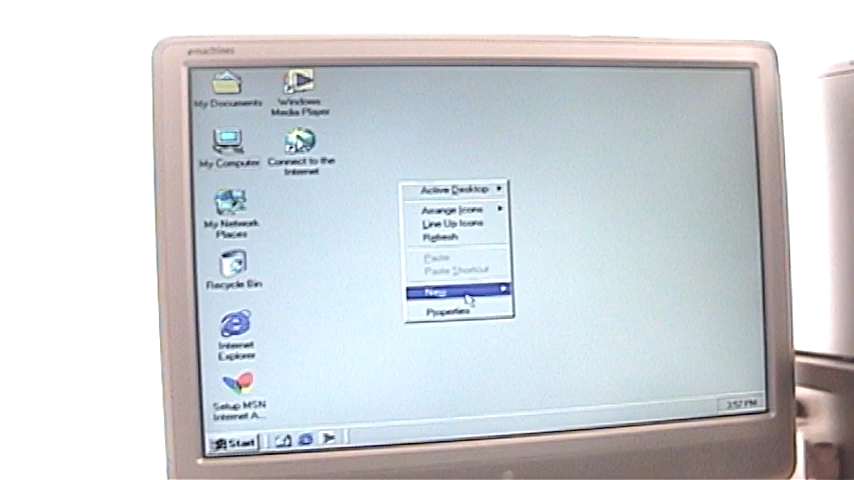 emachines
My Documents
Windows
Media Player
My Computer
Connect to the
Internet
My Network
Places
Recycle Bin
Internet
Explorer
Setup MSN
Internet A...
Active Desktop
Arrange Icons
Line Up Icons
Refresh
Paste
Paste Shortcut
New
Properties
Start
3:57 PM